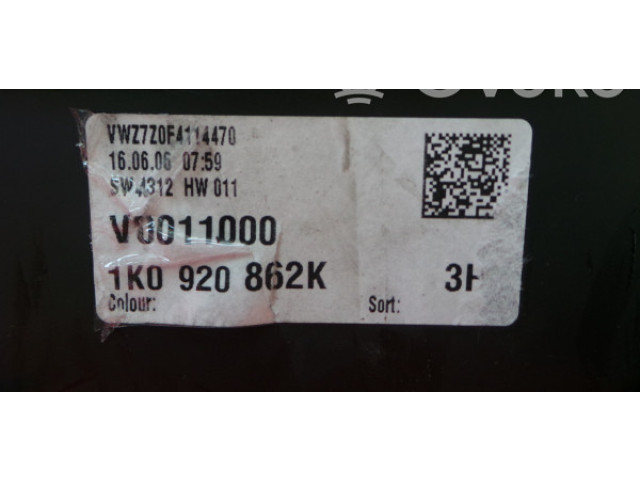 VWZ7Z0F4114470
16.06.06 07:59
SW 4312 HW 011
V0011000
1K0 920 862K 3H
Colour: Sort: